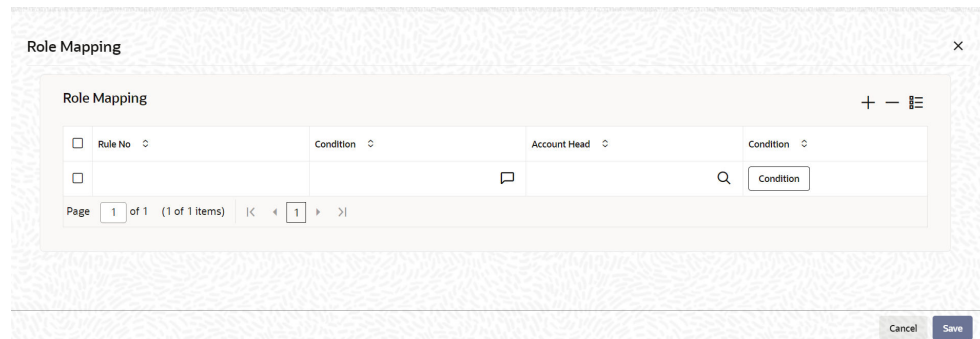 Role Mapping
Role Mapping
Rule No Condition Account Head Condition
Condition
Page 1 of 1 (1 of 1 items) 1
Cancel Save